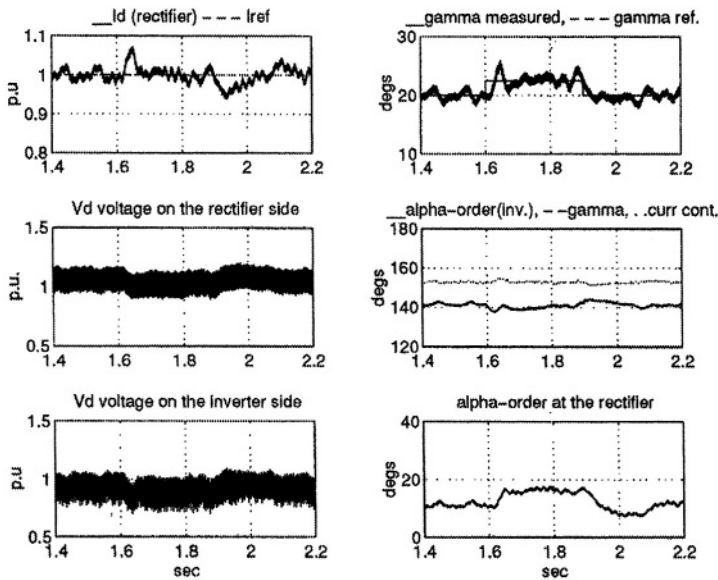 __Id (rectifier) −−−− Iref
1.1
1
0.9
0.8
p.u
1.4 1.6 1.8 2 2.2
__gamma measured, −−− gamma ref.
30
20
10
degs
1.4 1.6 1.8 2 2.2
Vd voltage on the rectifier side
1.5
1
0.5
p.u.
1.4 1.6 1.8 2 2.2
__alpha−order(inv.), −−gamma, ..curr cont.
180
160
140
120
degs
1.4 1.6 1.8 2 2.2
Vd voltage on the inverter side
1.5
1
0.5
p.u
1.4 1.6 1.8 2 2.2
sec
alpha−order at the rectifier
40
20
0
degs
1.4 1.6 1.8 2 2.2
sec